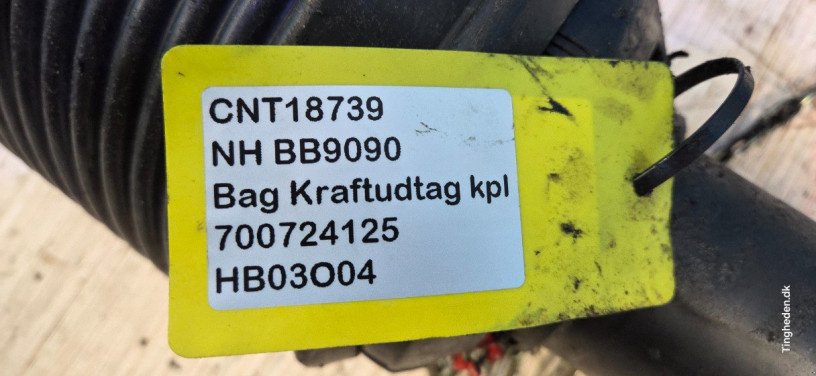 CNT18739
NH BB9090
Bag Kraftudtag kpl
700724125
HB03O04
Tingheden.dk